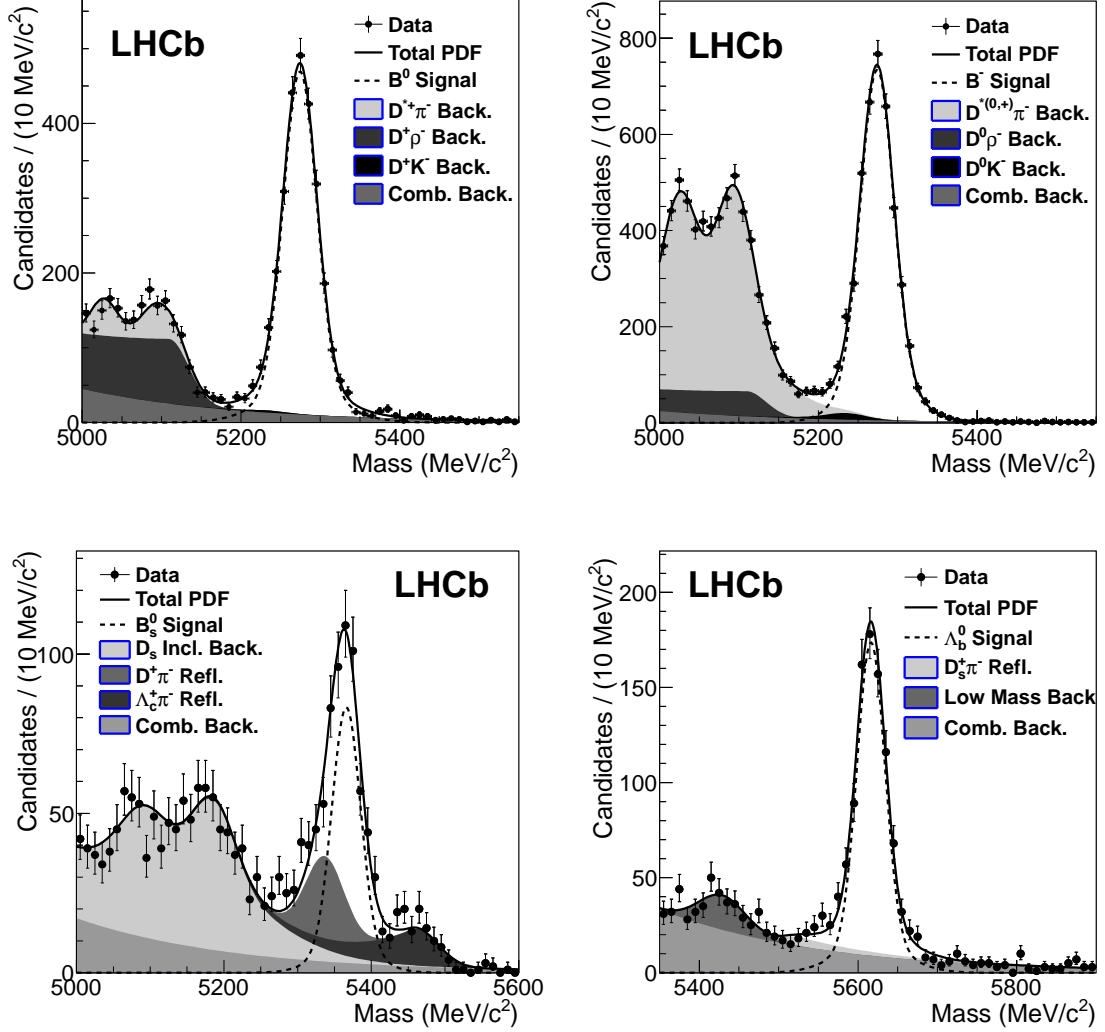 LHCb
Data
Total PDF
B⁰ Signal
D*⁺π⁻ Back.
D⁺ρ⁻ Back.
D⁺K⁻ Back.
Comb. Back.
Candidates / (10 MeV/c²)
400
200
0
5000 5200 5400
Mass (MeV/c²)
LHCb
Data
Total PDF
B⁻ Signal
D*⁽⁰,⁺⁾π⁻ Back.
D⁰ρ⁻ Back.
D⁰K⁻ Back.
Comb. Back.
Candidates / (10 MeV/c²)
800
600
400
200
0
5000 5200 5400
Mass (MeV/c²)
LHCb
Data
Total PDF
B⁰ₛ Signal
Dₛ Incl. Back.
D⁺π⁻ Refl.
Λ⁺_cπ⁻ Refl.
Comb. Back.
Candidates / (10 MeV/c²)
100
50
0
5000 5200 5400 5600
Mass (MeV/c²)
LHCb
Data
Total PDF
Λ⁰_b Signal
D⁺ₛπ⁻ Refl.
Low Mass Back
Comb. Back.
Candidates / (10 MeV/c²)
200
150
100
50
0
5400 5600 5800
Mass (MeV/c²)